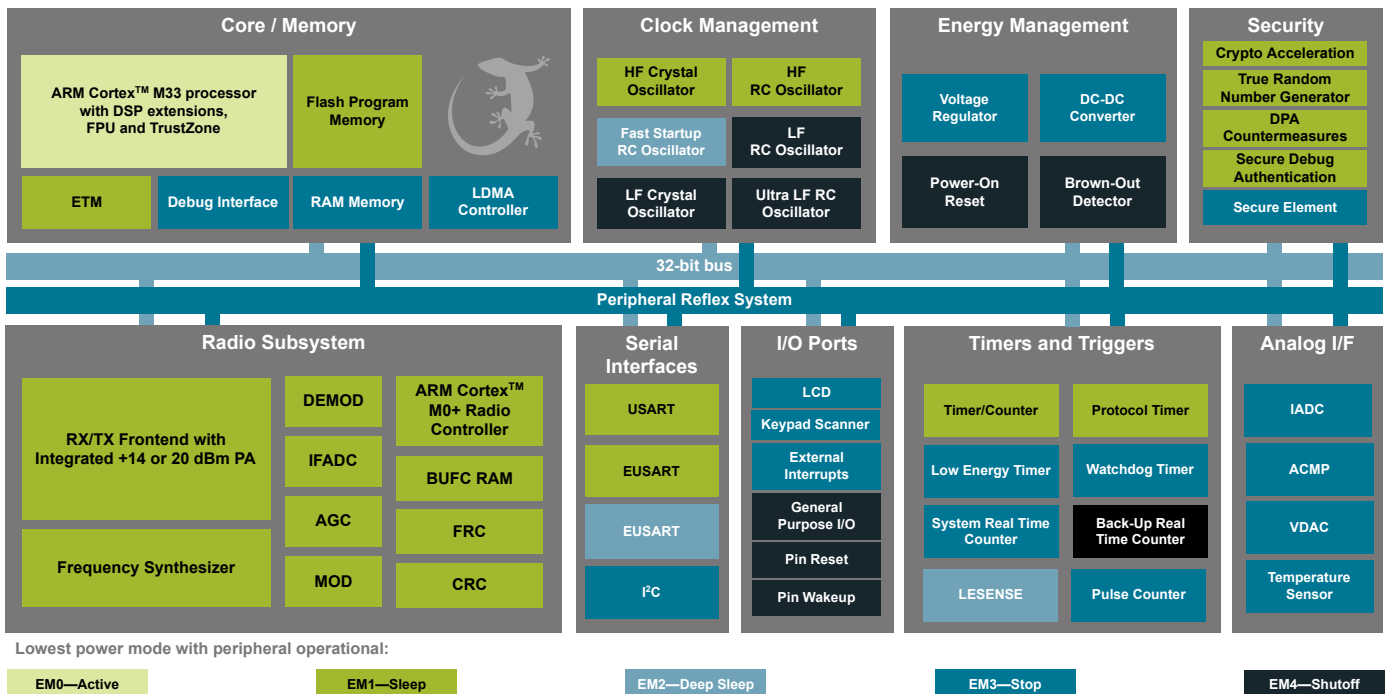 Core / Memory
ARM Cortex™ M33 processor
with DSP extensions,
FPU and TrustZone
Flash Program
Memory
ETM
Debug Interface
RAM Memory
LDMA
Controller
Clock Management
HF Crystal
Oscillator
HF
RC Oscillator
Fast Startup
RC Oscillator
LF
RC Oscillator
LF Crystal
Oscillator
Ultra LF RC
Oscillator
Energy Management
Voltage
Regulator
DC-DC
Converter
Power-On
Reset
Brown-Out
Detector
Security
Crypto Acceleration
True Random
Number Generator
DPA
Countermeasures
Secure Debug
Authentication
Secure Element
32-bit bus
Peripheral Reflex System
Radio Subsystem
RX/TX Frontend with
Integrated +14 or 20 dBm PA
Frequency Synthesizer
DEMOD
IFADC
AGC
MOD
ARM Cortex™
M0+ Radio
Controller
BUFC RAM
FRC
CRC
Serial
Interfaces
USART
EUSART
EUSART
I²C
I/O Ports
LCD
Keypad Scanner
External
Interrupts
General
Purpose I/O
Pin Reset
Pin Wakeup
Timers and Triggers
Timer/Counter
Protocol Timer
Low Energy Timer
Watchdog Timer
System Real Time
Counter
Back-Up Real
Time Counter
LESENSE
Pulse Counter
Analog I/F
IADC
ACMP
VDAC
Temperature
Sensor
Lowest power mode with peripheral operational:
EM0—Active
EM1—Sleep
EM2—Deep Sleep
EM3—Stop
EM4—Shutoff